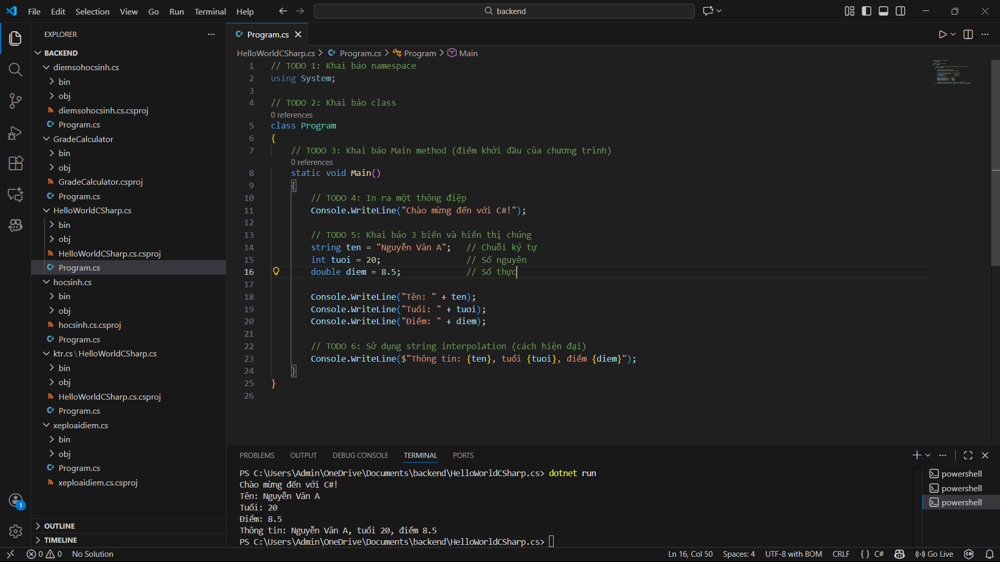 File Edit Selection View Go Run Terminal Help
backend
EXPLORER
BACKEND
diemsohocsinh.cs
bin
obj
diemsohocsinh.cs.csproj
Program.cs
GradeCalculator
bin
obj
GradeCalculator.csproj
Program.cs
HelloWorldCSharp.cs
bin
obj
HelloWorldCSharp.cs.csproj
Program.cs
hocsinh.cs
bin
obj
hocsinh.cs.csproj
Program.cs
ktr.cs\HelloWorldCSharp.cs
bin
obj
HelloWorldCSharp.cs.csproj
Program.cs
xeploaidiem.cs
bin
obj
Program.cs
xeploaidiem.cs.csproj
OUTLINE
TIMELINE
Program.cs
HelloWorldCSharp.cs > Program.cs > Program > Main
1 // TODO 1: Khai báo namespace
2 using System;
3
4 // TODO 2: Khai báo class
0 references
5 class Program
6 {
7 // TODO 3: Khai báo Main method (điểm khởi đầu của chương trình)
0 references
8 static void Main()
9 {
10 // TODO 4: In ra một thông điệp
11 Console.WriteLine("Chào mừng đến với C#!");
12
13 // TODO 5: Khai báo 3 biến và hiển thị chúng
14 string ten = "Nguyễn Văn A"; // Chuỗi ký tự
15 int tuoi = 20; // Số nguyên
16 double diem = 8.5; // Số thực
17
18 Console.WriteLine("Tên: " + ten);
19 Console.WriteLine("Tuổi: " + tuoi);
20 Console.WriteLine("Điểm: " + diem);
21
22 // TODO 6: Sử dụng string interpolation (cách hiện đại)
23 Console.WriteLine($"Thông tin: {ten}, tuổi {tuoi}, điểm {diem}");
24 }
25 }
26
PROBLEMS OUTPUT DEBUG CONSOLE TERMINAL PORTS
PS C:\Users\Admin\OneDrive\Documents\backend\HelloWorldCSharp.cs> dotnet run
Chào mừng đến với C#!
Tên: Nguyễn Văn A
Tuổi: 20
Điểm: 8.5
Thông tin: Nguyễn Văn A, tuổi 20, điểm 8.5
PS C:\Users\Admin\OneDrive\Documents\backend\HelloWorldCSharp.cs>
powershell
powershell
powershell
1
0 0 No Solution
Ln 16, Col 50 Spaces: 4 UTF-8 with BOM CRLF {} C# Go Live